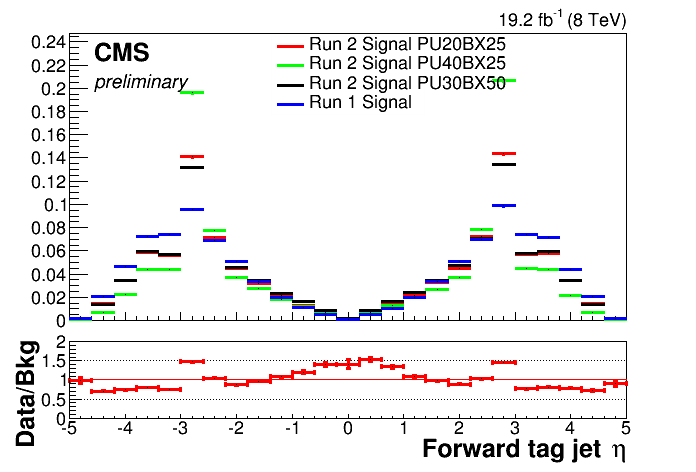 19.2 fb⁻¹ (8 TeV)
CMS
preliminary
Run 2 Signal PU20BX25
Run 2 Signal PU40BX25
Run 2 Signal PU30BX50
Run 1 Signal
0.24
0.22
0.2
0.18
0.16
0.14
0.12
0.1
0.08
0.06
0.04
0.02
0
Data/Bkg
2
1.5
1
0.5
0
-5 -4 -3 -2 -1 0 1 2 3 4 5
Forward tag jet η